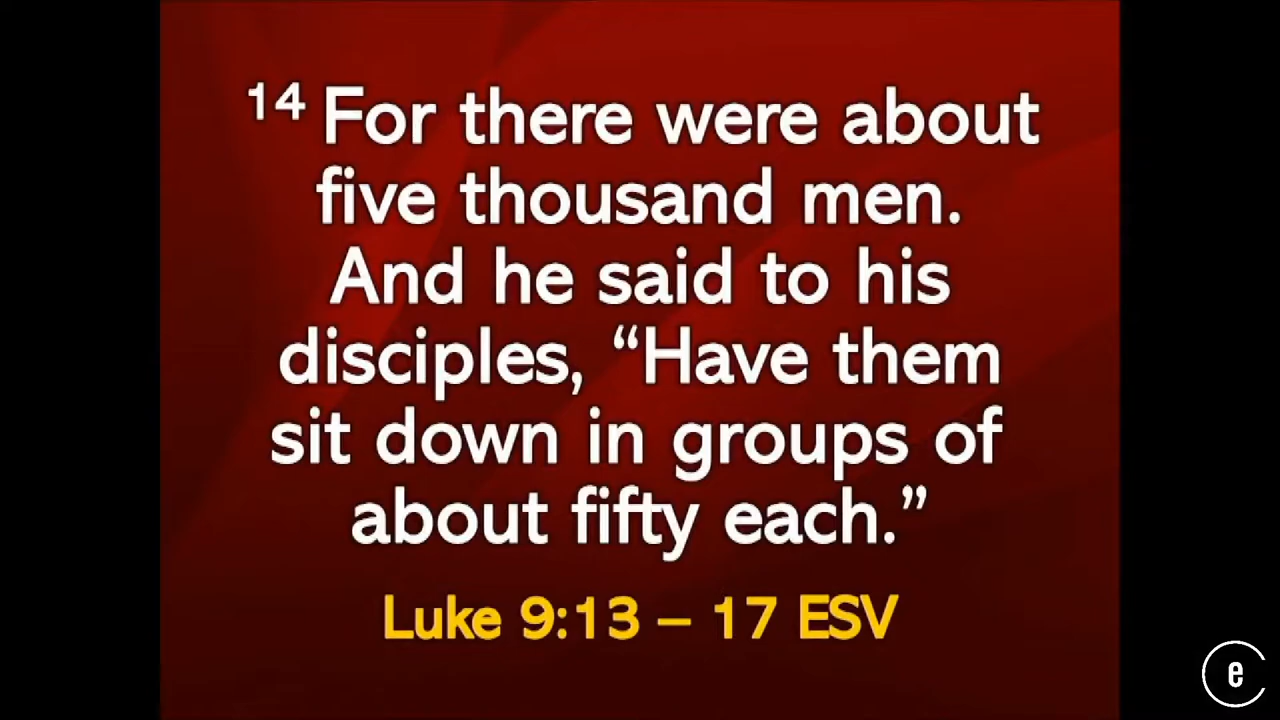 14 For there were about
five thousand men.
And he said to his
disciples, “Have them
sit down in groups of
about fifty each.”
Luke 9:13 – 17 ESV
e